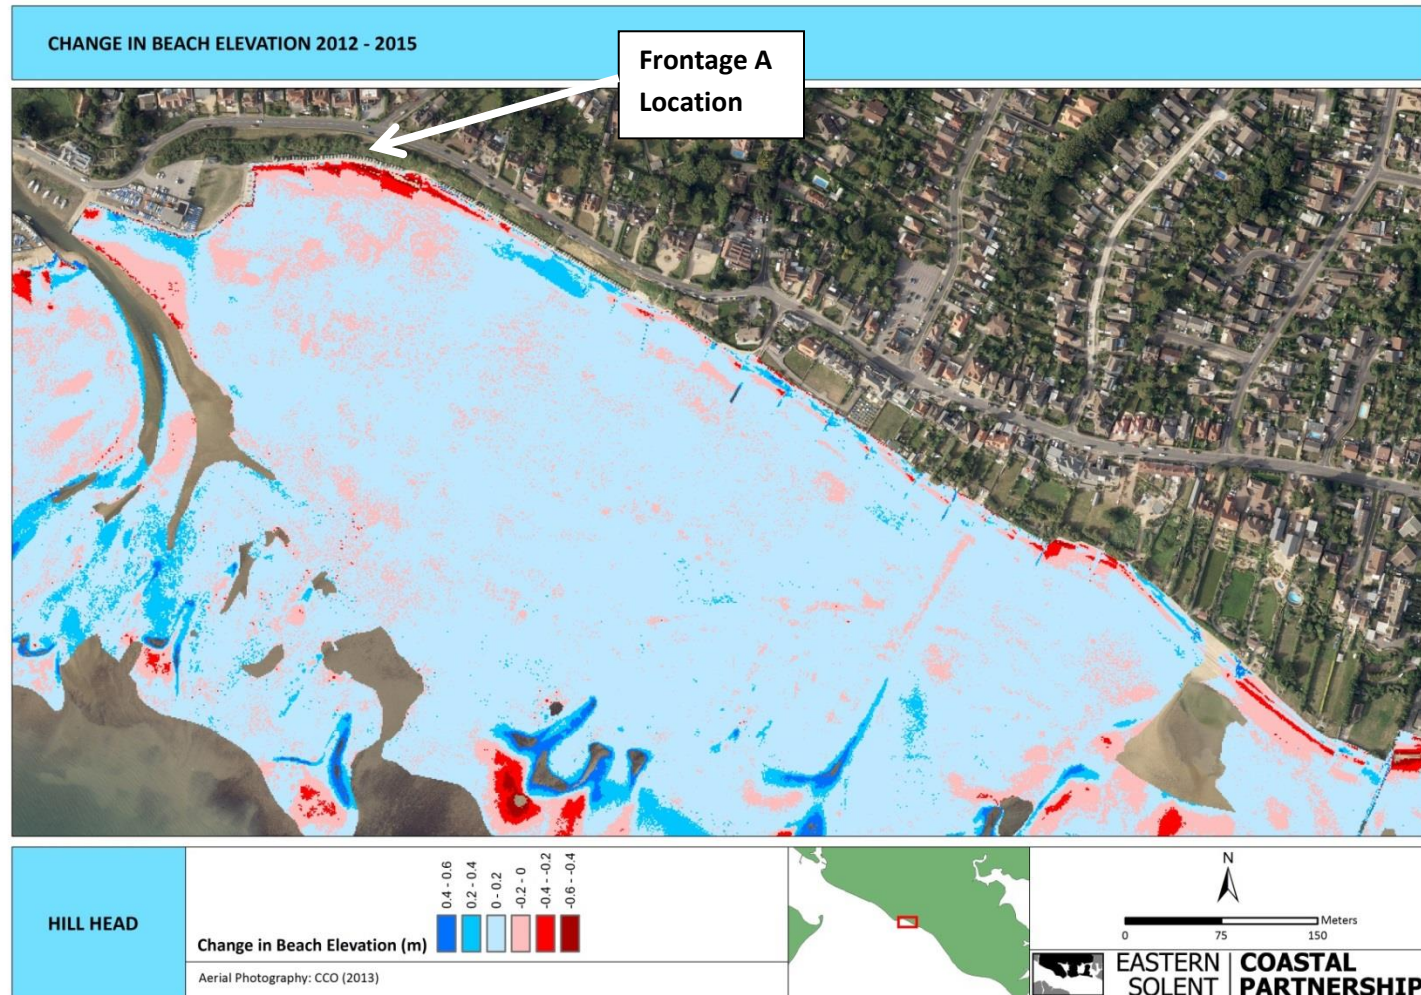 CHANGE IN BEACH ELEVATION 2012 - 2015
Frontage A
Location
HILL HEAD
Change in Beach Elevation (m)
0.4 - 0.6
0.2 - 0.4
0 - 0.2
-0.2 - 0
-0.4 - -0.2
-0.6 - -0.4
Aerial Photography: CCO (2013)
N
Meters
0 75 150
EASTERN
SOLENT
COASTAL
PARTNERSHIP